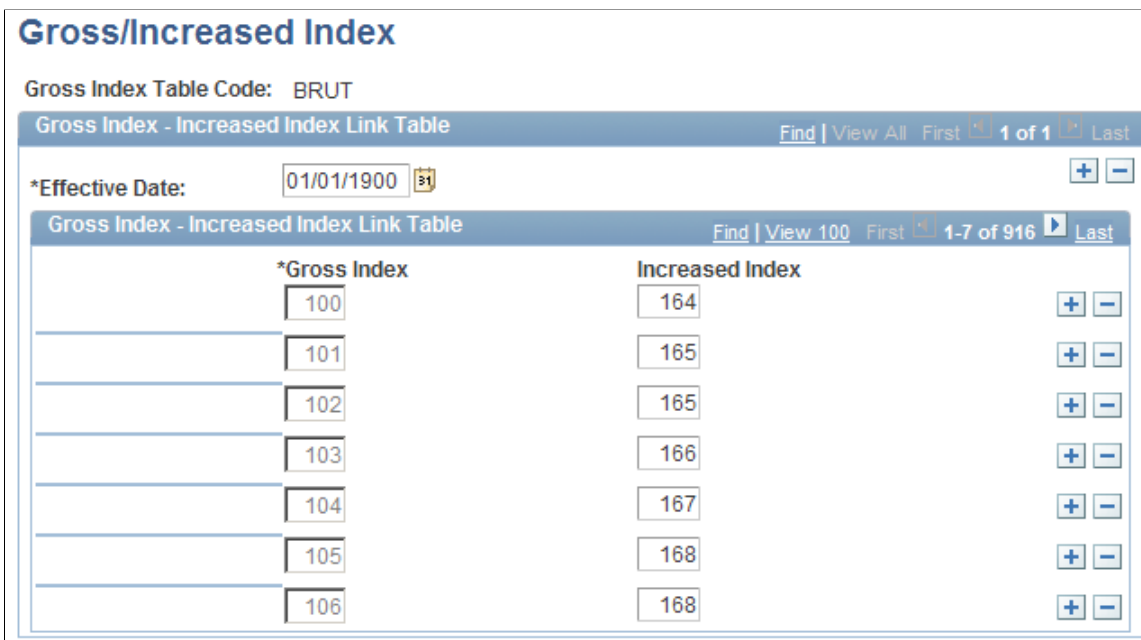 Gross/Increased Index
Gross Index Table Code: BRUT
Gross Index - Increased Index Link Table Find | View All First 1 of 1 Last
*Effective Date: 01/01/1900 31
Gross Index - Increased Index Link Table Find | View 100 First 1-7 of 916 Last
*Gross Index Increased Index
100 164
101 165
102 165
103 166
104 167
105 168
106 168